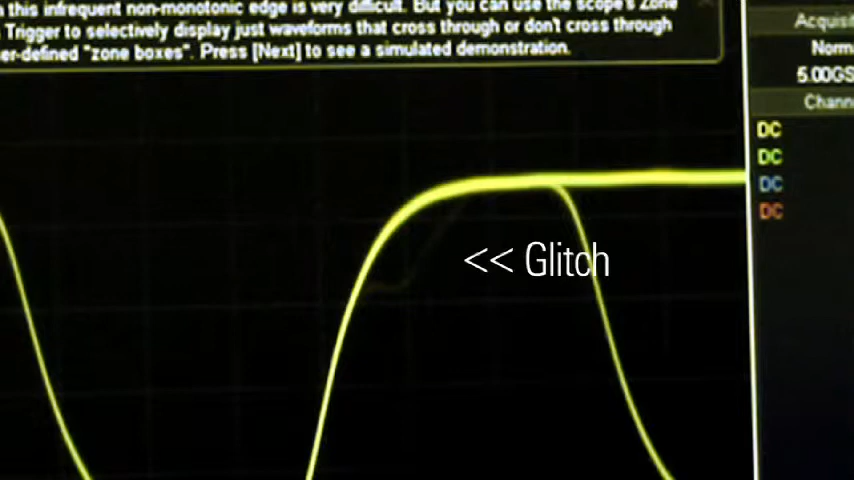 this infrequent non-monotonic edge is very difficult. But you can use the scope's Zone
Trigger to selectively display just waveforms that cross through or don't cross through
er-defined "zone boxes". Press [Next] to see a simulated demonstration.
Acquisi
Norm
5.00GS
Chann
DC
DC
DC
DC
<< Glitch